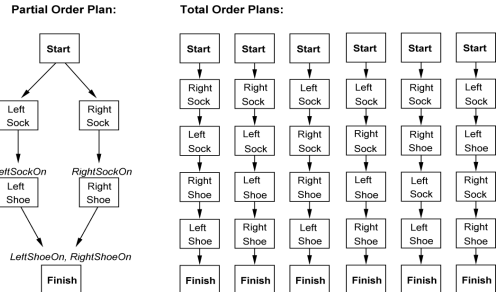 Partial Order Plan:
Start
Left
Sock
Right
Sock
eftSockOn
RightSockOn
Left
Shoe
Right
Shoe
LeftShoeOn, RightShoeOn
Finish
Total Order Plans:
Start
Right
Sock
Left
Sock
Right
Shoe
Left
Shoe
Finish
Start
Right
Sock
Left
Sock
Left
Shoe
Right
Shoe
Finish
Start
Left
Sock
Right
Sock
Right
Shoe
Left
Shoe
Finish
Start
Left
Sock
Right
Sock
Left
Shoe
Right
Shoe
Finish
Start
Right
Sock
Right
Shoe
Left
Sock
Left
Shoe
Finish
Start
Left
Sock
Left
Shoe
Right
Sock
Right
Shoe
Finish